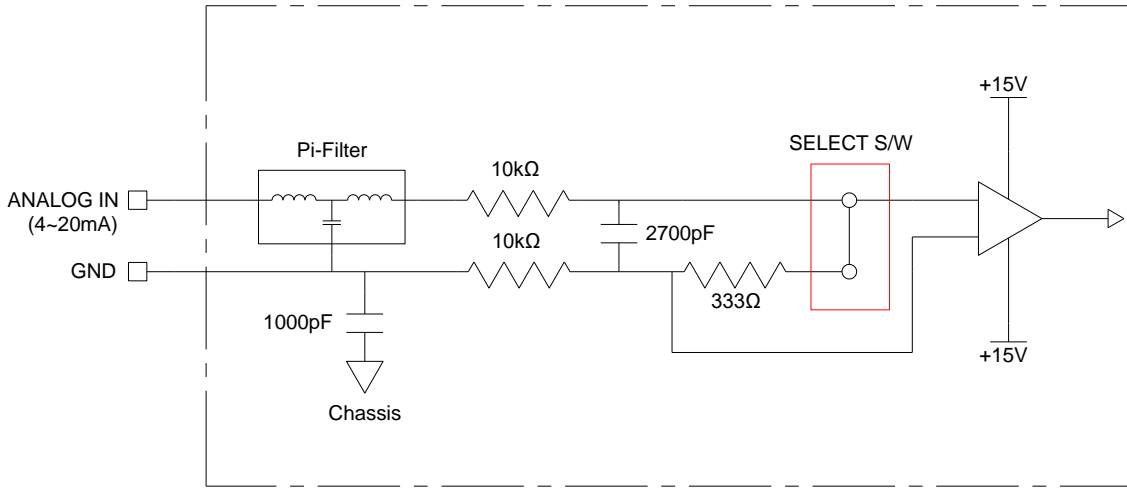 +15V
SELECT S/W
Pi-Filter
10kΩ
ANALOG IN
(4~20mA)
10kΩ
2700pF
GND
333Ω
1000pF
+15V
Chassis